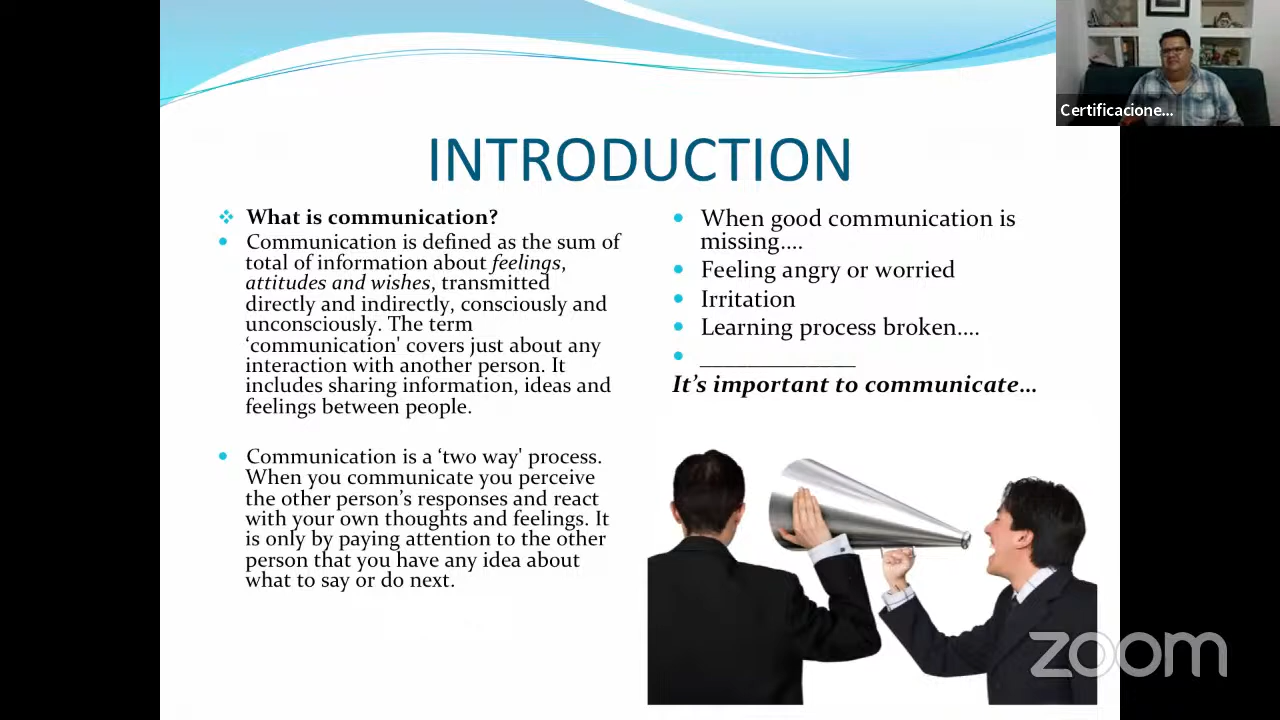 INTRODUCTION
What is communication?
Communication is defined as the sum of
total of information about feelings,
attitudes and wishes, transmitted
directly and indirectly, consciously and
unconsciously. The term
‘communication' covers just about any
interaction with another person. It
includes sharing information, ideas and
feelings between people.
Communication is a ‘two way' process.
When you communicate you perceive
the other person’s responses and react
with your own thoughts and feelings. It
is only by paying attention to the other
person that you have any idea about
what to say or do next.
When good communication is
missing....
Feeling angry or worried
Irritation
Learning process broken....
_______________
It’s important to communicate...
Certificacione...
zoom